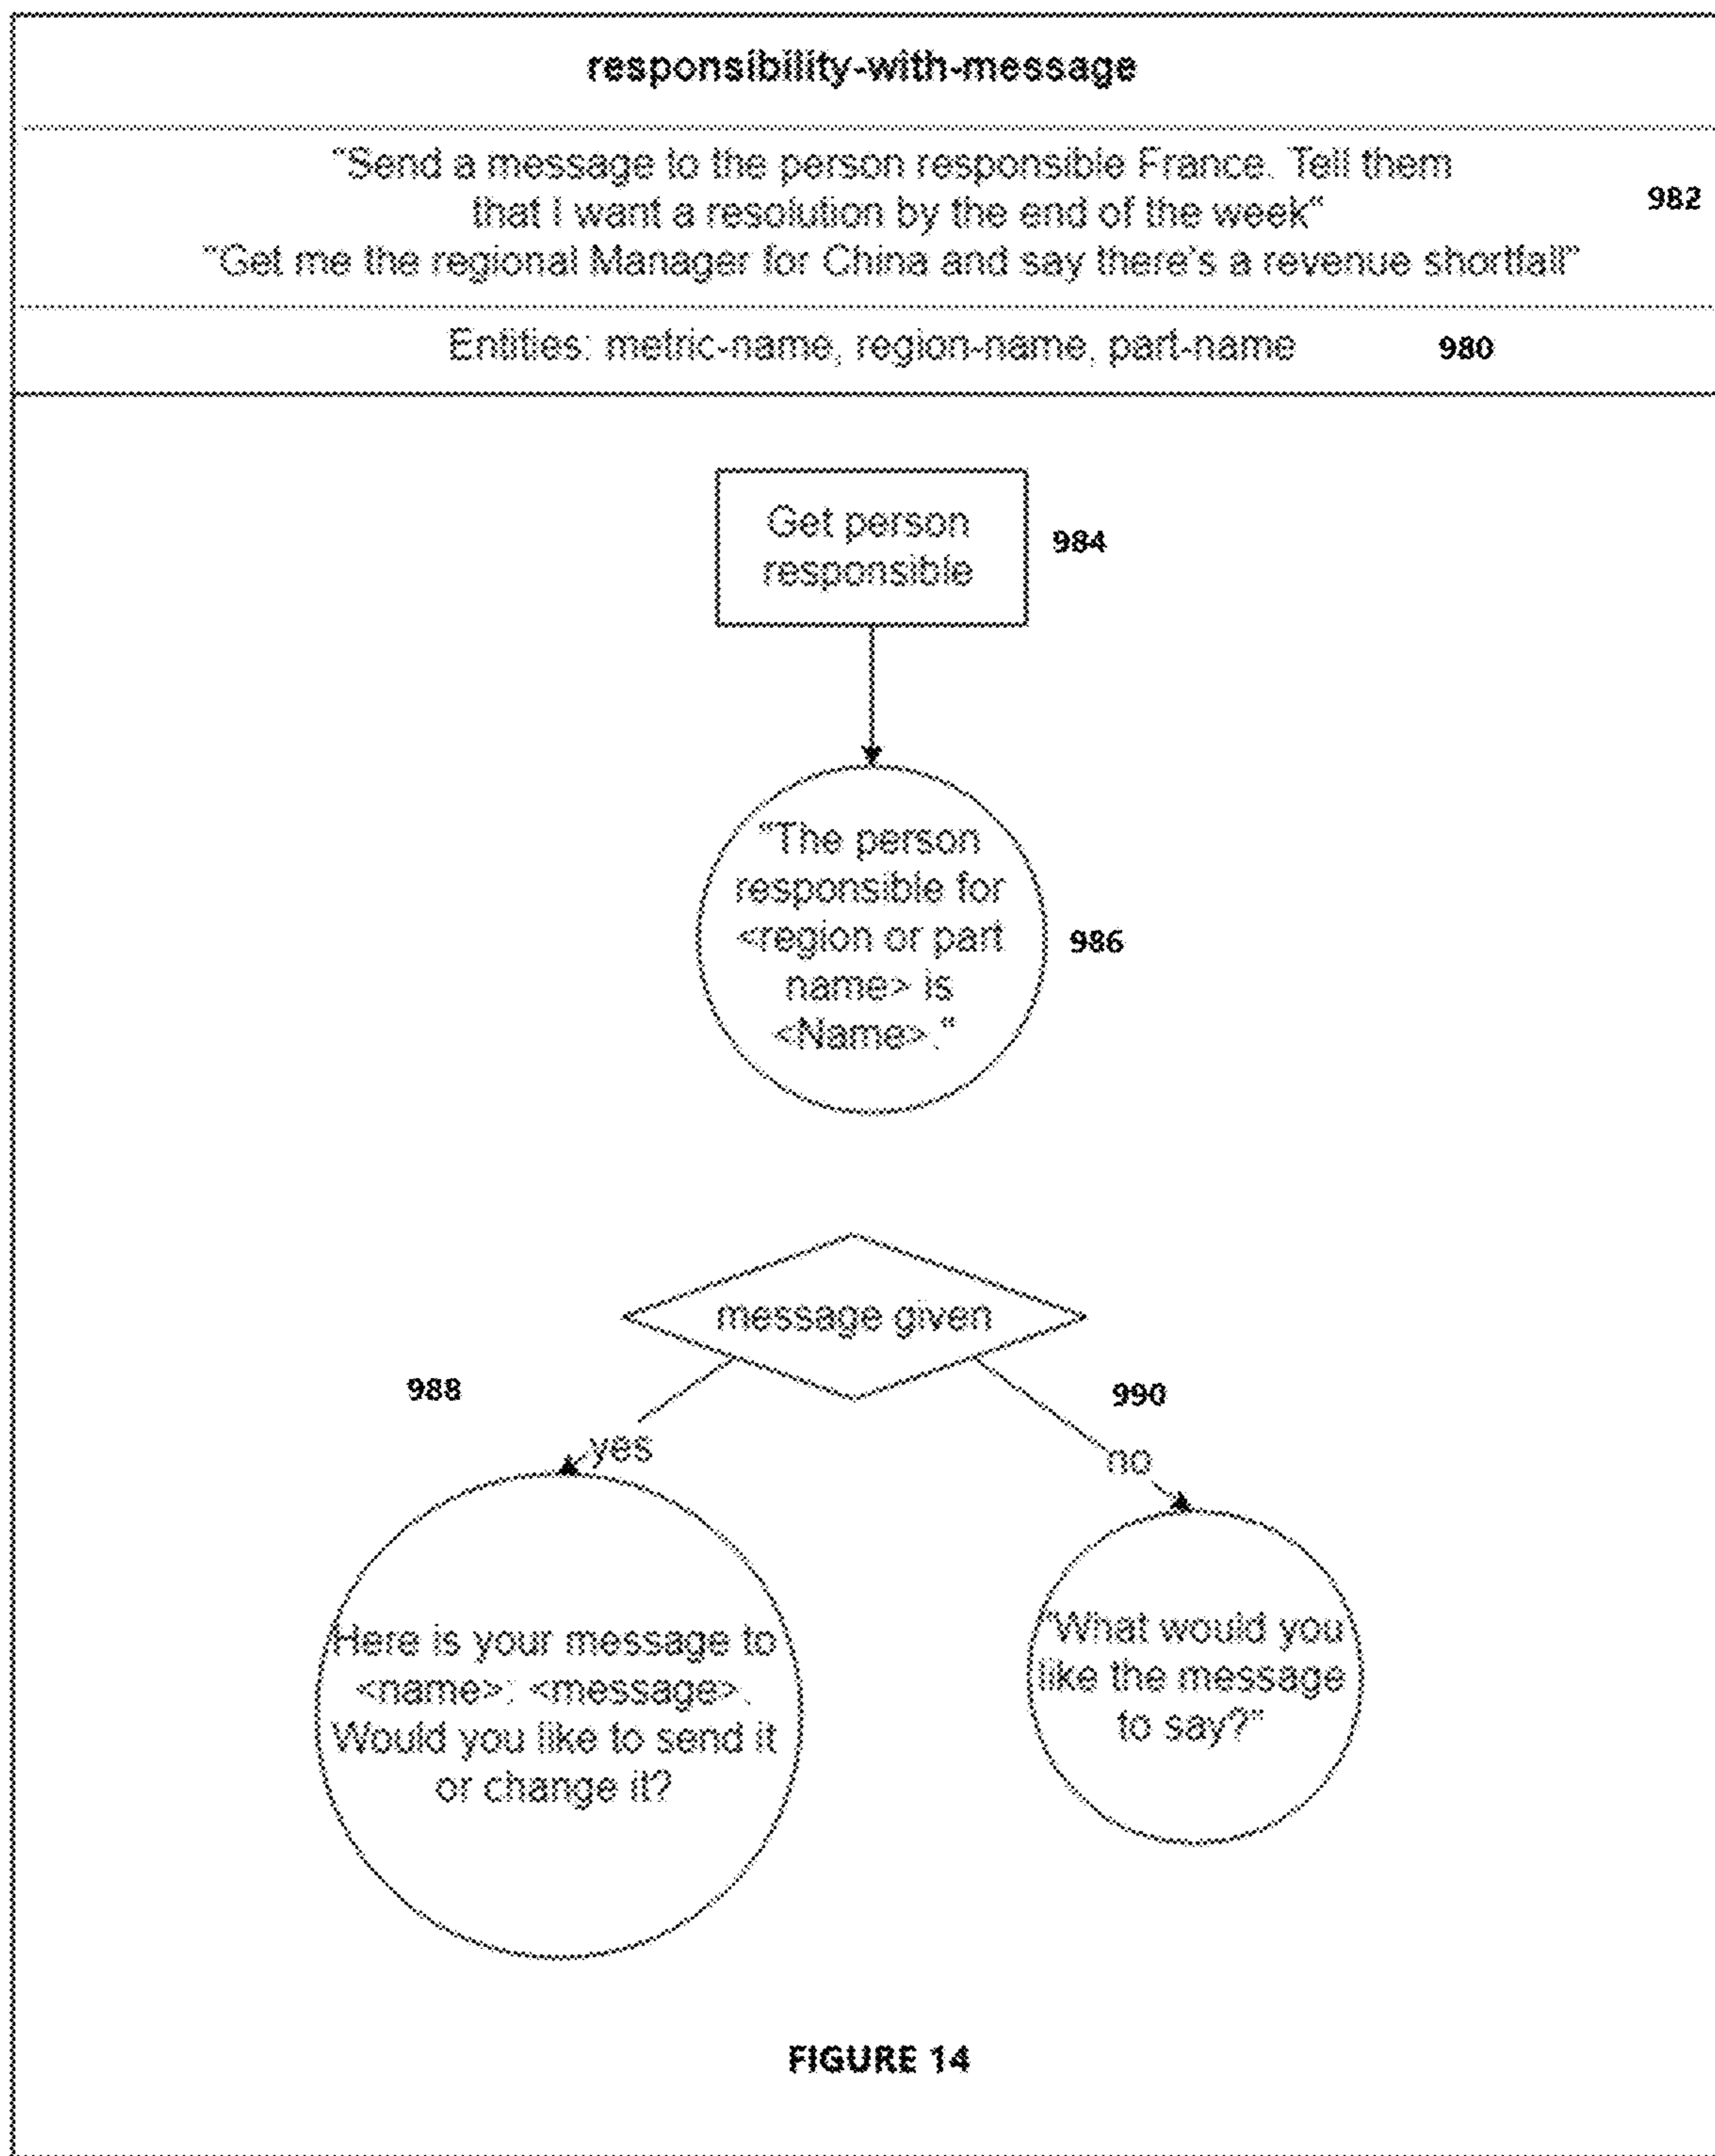 responsibility-with-message
"Send a message to the person responsible France. Tell them
that I want a resolution by the end of the week"
982
"Get me the regional Manager for China and say there's a revenue shortfall"
Entities: metric-name, region-name, part-name
980
Get person
responsible
984
"The person
responsible for
<region or part
name> is
<Name>."
986
message given
988
990
yes
no
Here is your message to
<name>: <message>.
Would you like to send it
or change it?
"What would you
like the message
to say?"
FIGURE 14